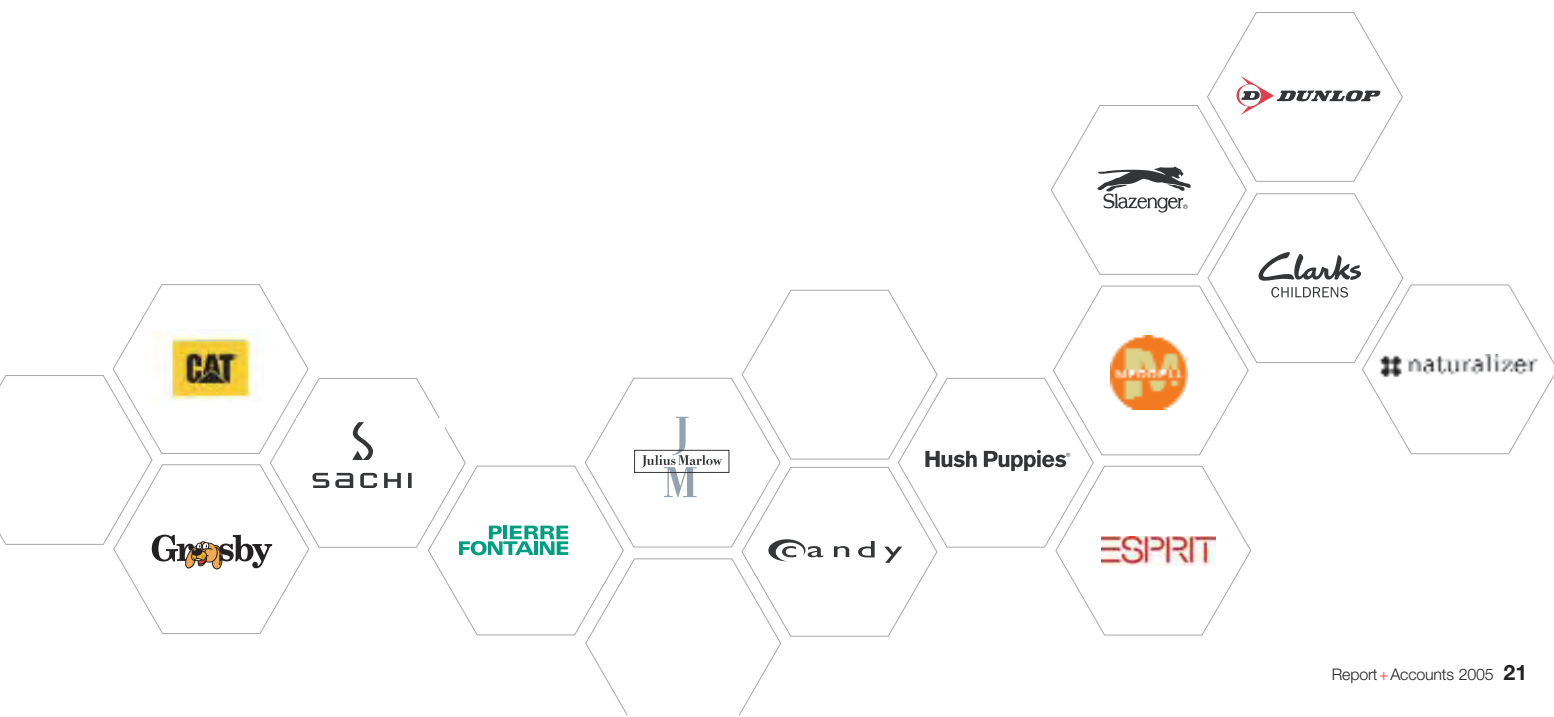 D DUNLOP
Slazenger®
Clarks
CHILDRENS
CAT
MERRELL
M
naturalizer
J
Julius Marlow
M
SACHI
Hush Puppies®
PIERRE
FONTAINE
Grosby
candy
ESPRIT
Report+Accounts 2005 21